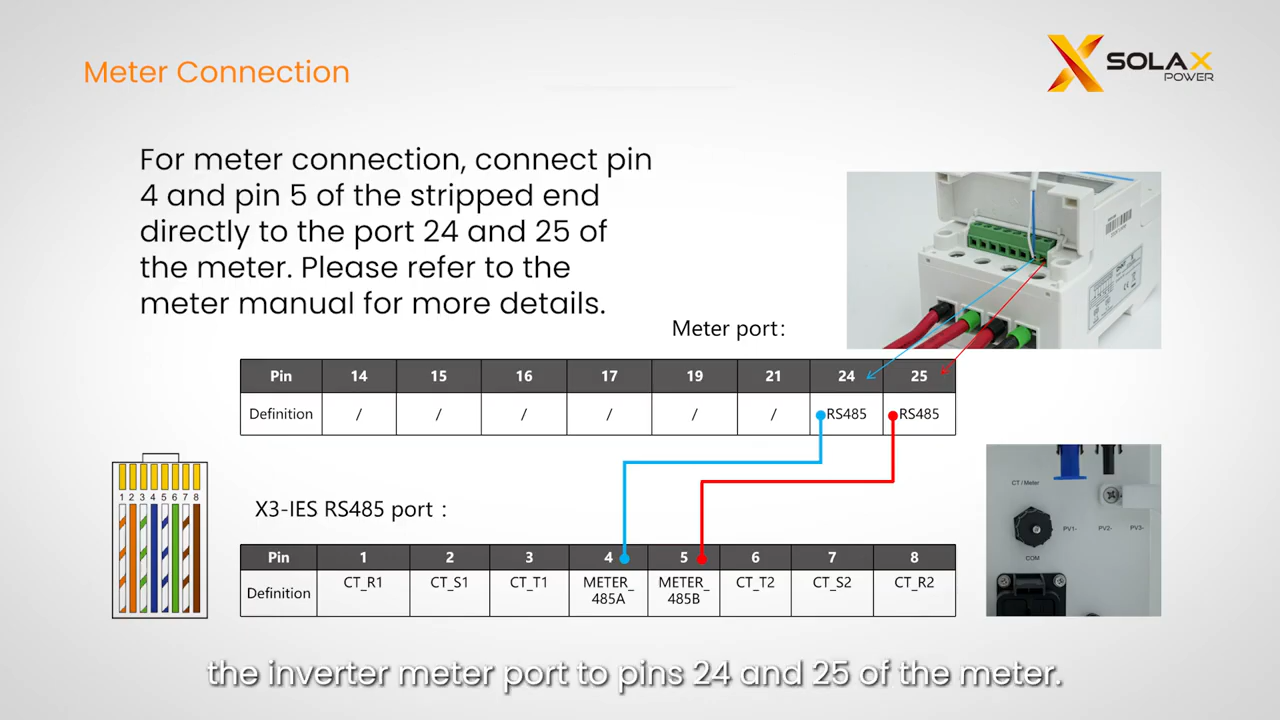 Meter Connection
SOLAX
POWER
For meter connection, connect pin
4 and pin 5 of the stripped end
directly to the port 24 and 25 of
the meter. Please refer to the
meter manual for more details.
Meter port:
Pin 14 15 16 17 19 21 24 25
Definition / / / / / / RS485 RS485
1 2 3 4 5 6 7 8
X3-IES RS485 port :
Pin 1 2 3 4 5 6 7 8
Definition CT_R1 CT_S1 CT_T1 METER_ METER_ CT_T2 CT_S2 CT_R2
485A 485B
CT / Meter
PV1- PV2- PV3-
COM
the inverter meter port to pins 24 and 25 of the meter.